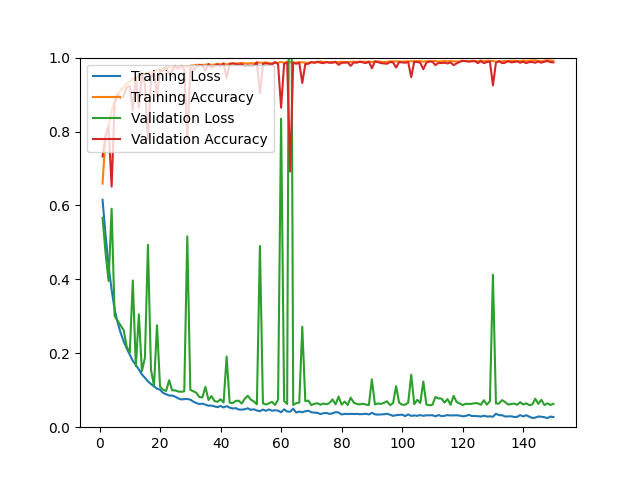 1.0
0.8
0.6
0.4
0.2
0.0
Training Loss
Training Accuracy
Validation Loss
Validation Accuracy
0 20 40 60 80 100 120 140